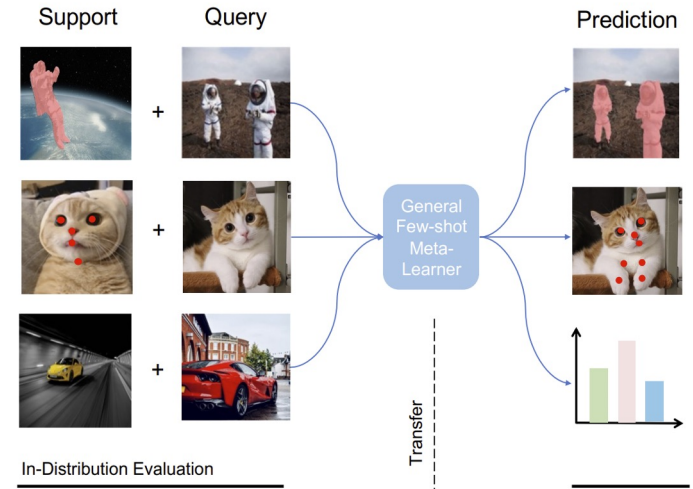 Support
Query
Prediction
+
+
+
General
Few-shot
Meta-
Learner
Transfer
In-Distribution Evaluation